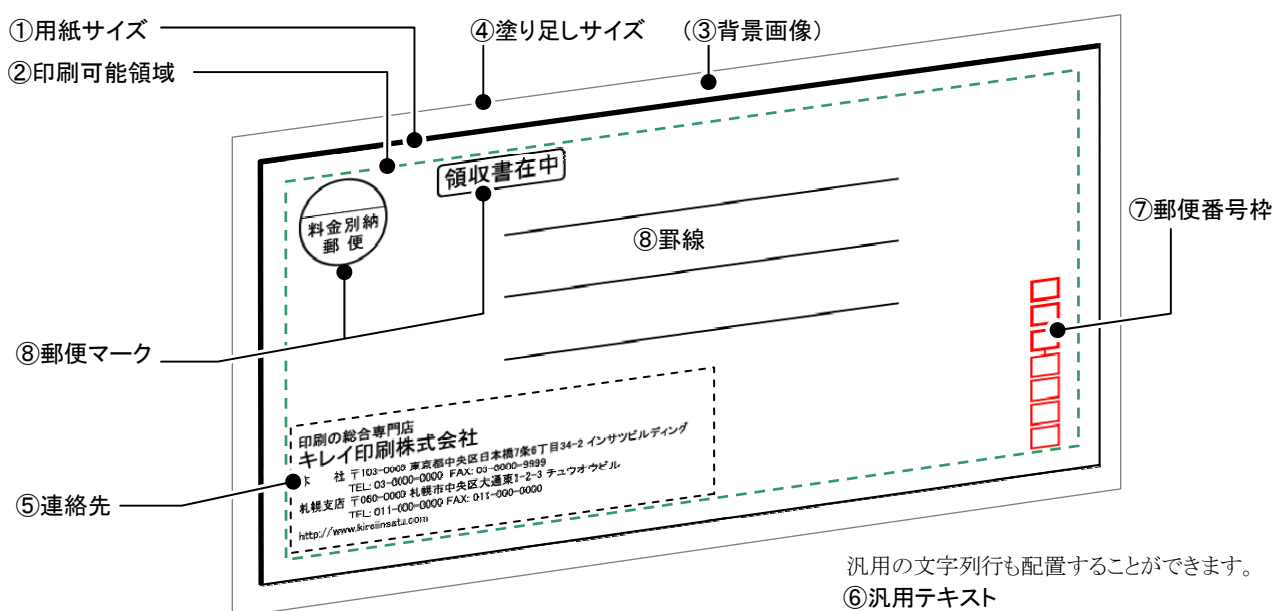 ①用紙サイズ
④塗り足しサイズ
(③背景画像)
②印刷可能領域
領収書在中
料金別納
郵便
⑦郵便番号枠
⑧罫線
⑧郵便マーク
印刷の総合専門店
キレイ印刷株式会社
社 〒103-0000 東京都中央区日本橋7条6丁目34-2 インサツビルディング
TEL: 03-0000-0000 FAX: 03-0000-9999
札幌支店 〒060-0000 札幌市中央区大通東1-2-3 チュウオウビル
TEL: 011-000-0000 FAX: 011-000-0000
http://www.kireiinsatu.com
⑤連絡先
汎用の文字列行も配置することができます。
⑥汎用テキスト